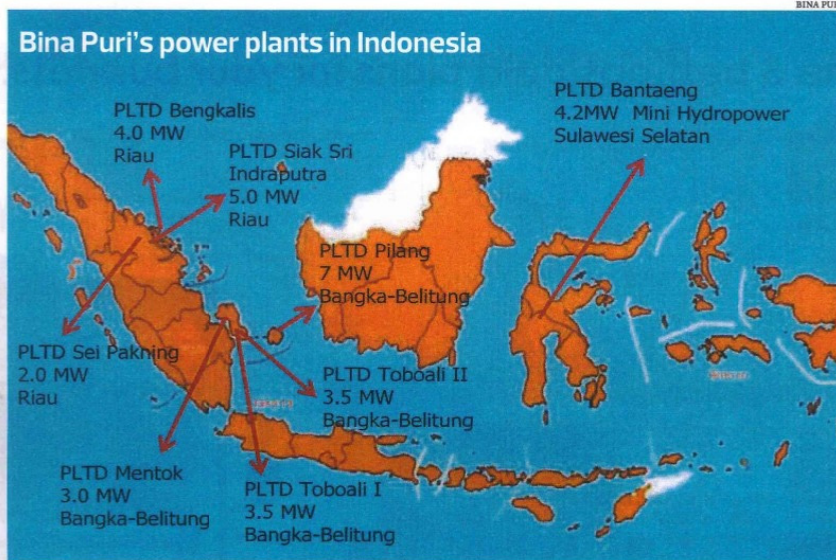 BINA PURI
Bina Puri's power plants in Indonesia
PLTD Bengkalis
4.0 MW
Riau
PLTD Siak Sri
Indraputra
5.0 MW
Riau
PLTD Bantaeng
4.2MW Mini Hydropower
Sulawesi Selatan
PLTD Pilang
7 MW
Bangka-Belitung
PLTD Sei Pakning
2.0 MW
Riau
PLTD Toboali II
3.5 MW
Bangka-Belitung
PLTD Mentok
3.0 MW
Bangka-Belitung
PLTD Toboali I
3.5 MW
Bangka-Belitung